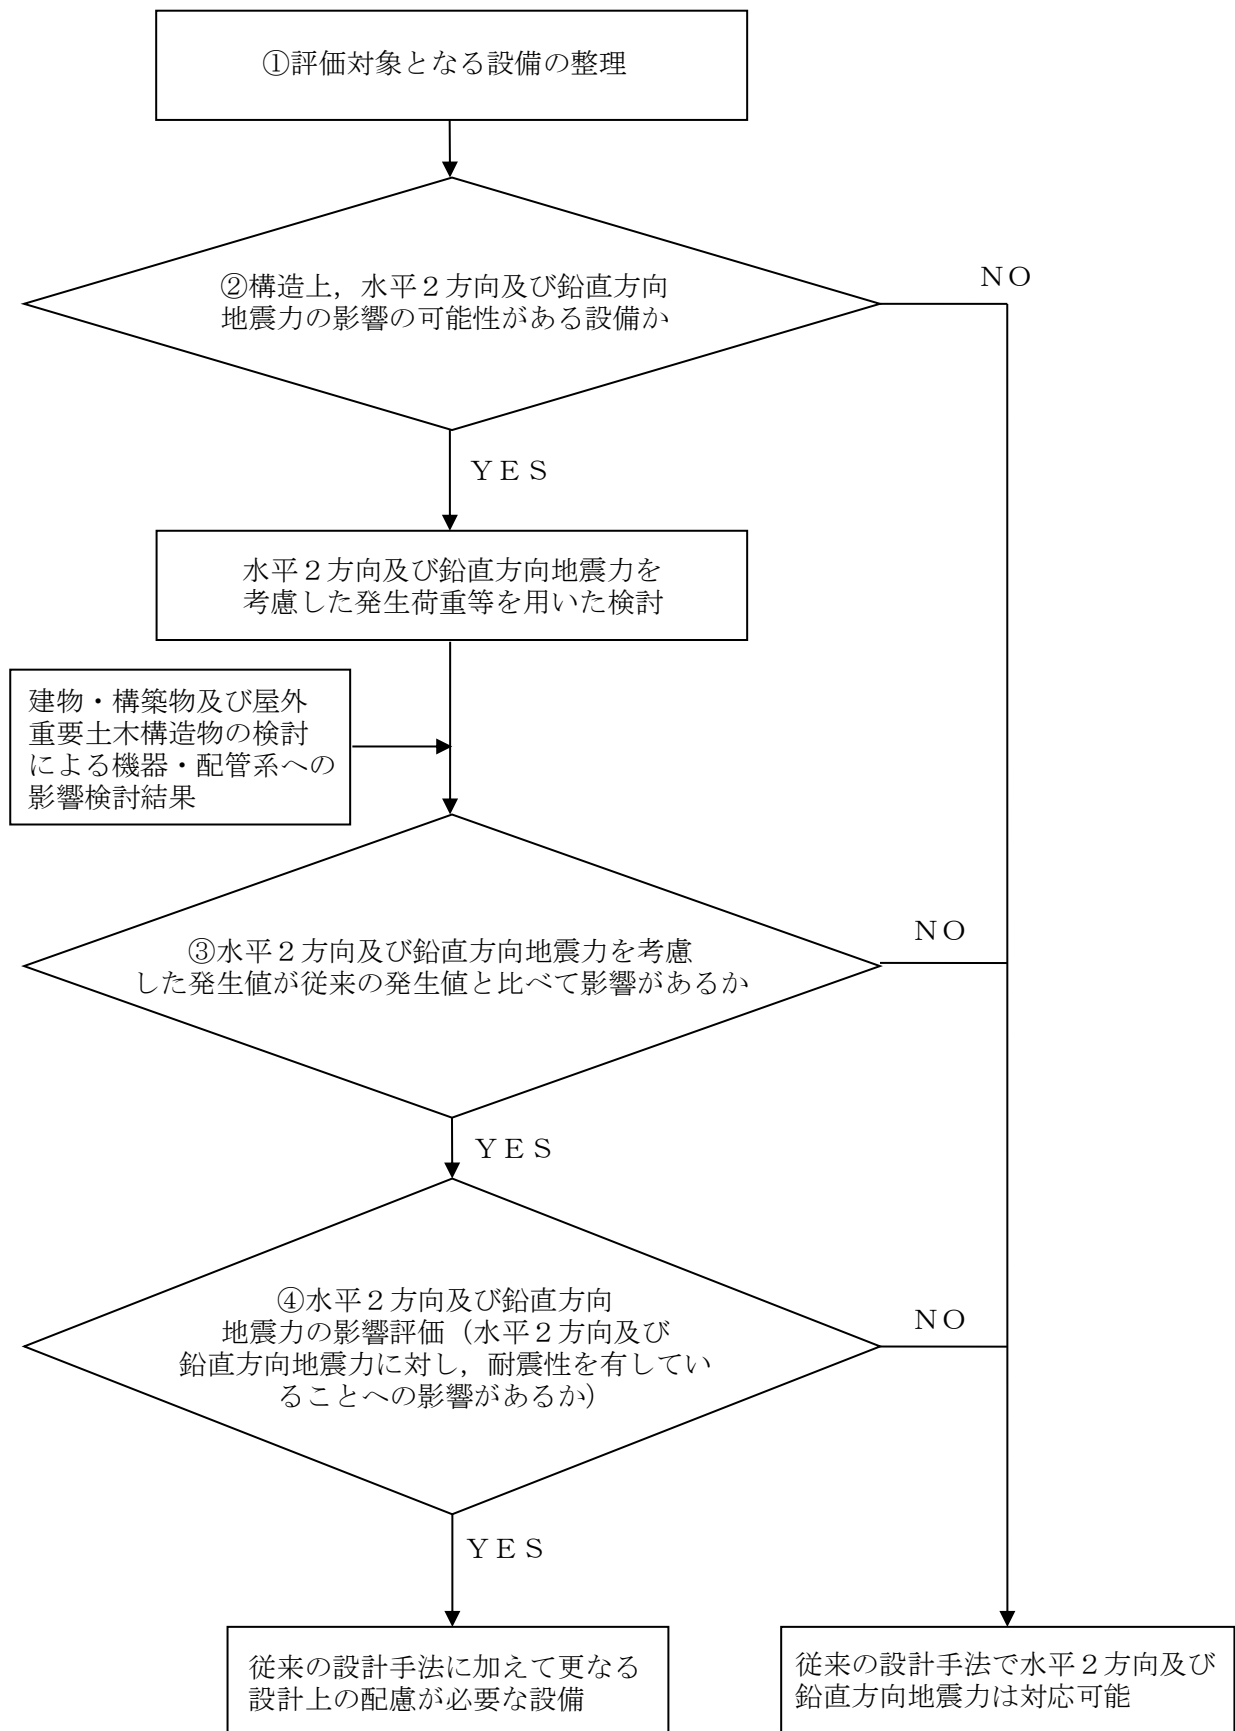 ①評価対象となる設備の整理
②構造上，水平２方向及び鉛直方向
地震力の影響の可能性がある設備か
ＮＯ
ＹＥＳ
水平２方向及び鉛直方向地震力を
考慮した発生荷重等を用いた検討
建物・構築物及び屋外
重要土木構造物の検討
による機器・配管系への
影響検討結果
③水平２方向及び鉛直方向地震力を考慮
した発生値が従来の発生値と比べて影響があるか
ＮＯ
ＹＥＳ
④水平２方向及び鉛直方向
地震力の影響評価（水平２方向及び
鉛直方向地震力に対し，耐震性を有してい
ることへの影響があるか）
ＮＯ
ＹＥＳ
従来の設計手法に加えて更なる
設計上の配慮が必要な設備
従来の設計手法で水平２方向及び
鉛直方向地震力は対応可能